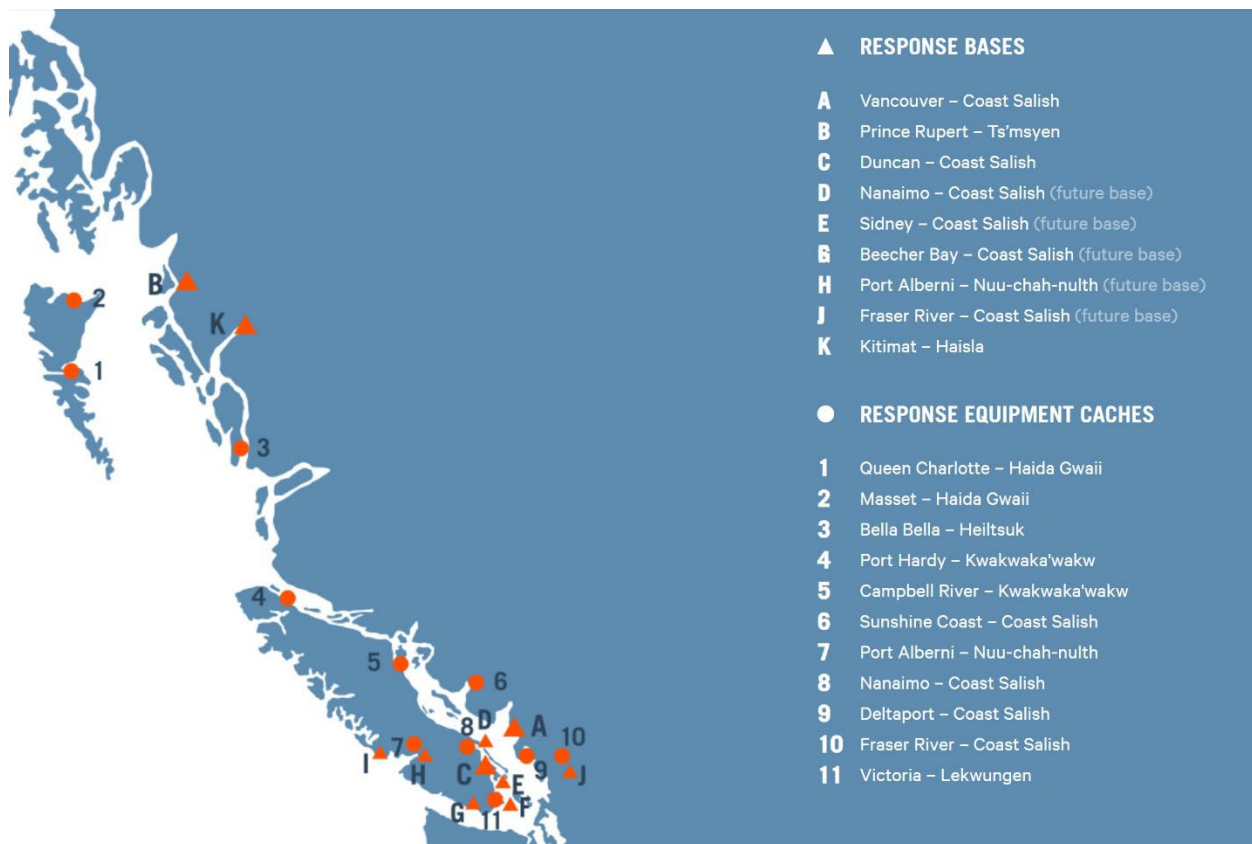 RESPONSE BASES
A Vancouver – Coast Salish
B Prince Rupert – Ts'msyen
C Duncan – Coast Salish
D Nanaimo – Coast Salish (future base)
E Sidney – Coast Salish (future base)
G Beecher Bay – Coast Salish (future base)
H Port Alberni – Nuu-chah-nulth (future base)
J Fraser River – Coast Salish (future base)
K Kitimat – Haisla
RESPONSE EQUIPMENT CACHES
1 Queen Charlotte – Haida Gwaii
2 Masset – Haida Gwaii
3 Bella Bella – Heiltsuk
4 Port Hardy – Kwakwaka'wakw
5 Campbell River – Kwakwaka'wakw
6 Sunshine Coast – Coast Salish
7 Port Alberni – Nuu-chah-nulth
8 Nanaimo – Coast Salish
9 Deltaport – Coast Salish
10 Fraser River – Coast Salish
11 Victoria – Lekwungen
B
2
K
1
3
4
5
6
D
A
8
10
7
I
H
C
9
J
E
G
11
F